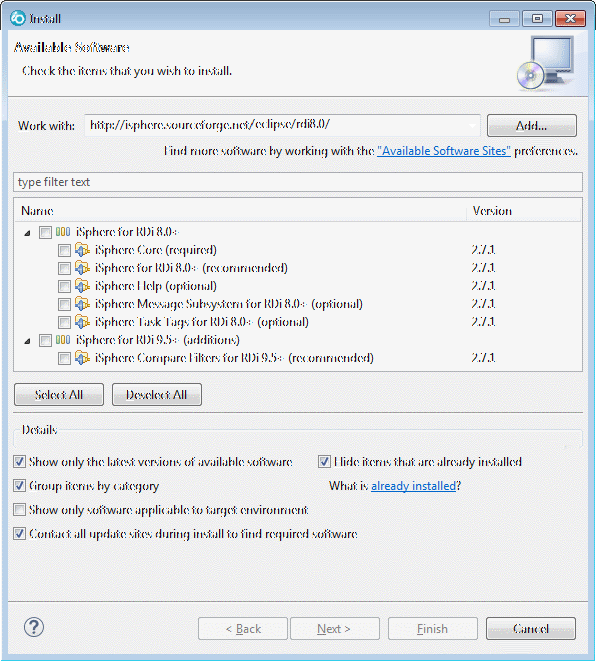 Install
Available Software
Check the items that you wish to install.
Work with: http://isphere.sourceforge.net/eclipse/rdi8.0/ Add...
Find more software by working with the "Available Software Sites" preferences.
type filter text
Name Version
iSphere for RDi 8.0+
iSphere Core (required) 2.7.1
iSphere for RDi 8.0+ (recommended) 2.7.1
iSphere Help (optional) 2.7.1
iSphere Message Subsystem for RDi 8.0+ (optional) 2.7.1
iSphere Task Tags for RDi 8.0+ (optional) 2.7.1
iSphere for RDi 9.5+ (additions)
iSphere Compare Filters for RDi 9.5+ (recommended) 2.7.1
Select All Deselect All
Details
Show only the latest versions of available software Hide items that are already installed
Group items by category What is already installed?
Show only software applicable to target environment
Contact all update sites during install to find required software
? < Back Next > Finish Cancel